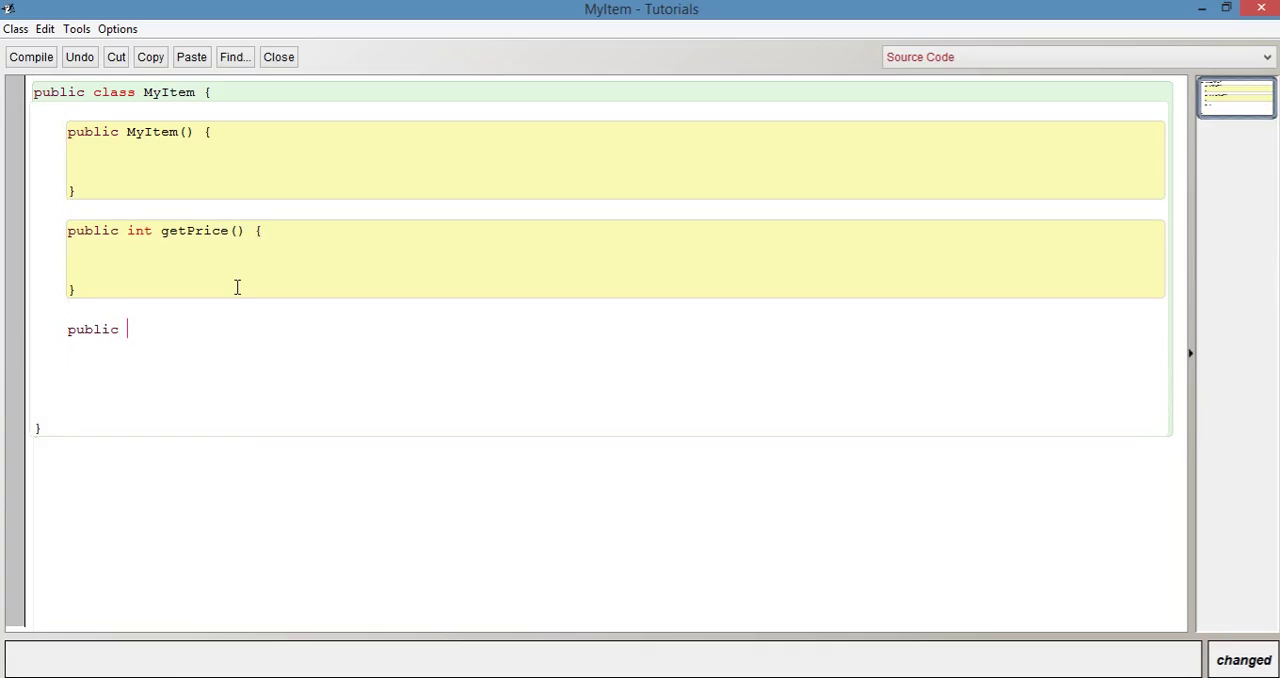 MyItem - Tutorials
Class Edit Tools Options
Compile Undo Cut Copy Paste Find... Close Source Code
public class MyItem {
public MyItem() {
}
public int getPrice() {
}
public
}
changed